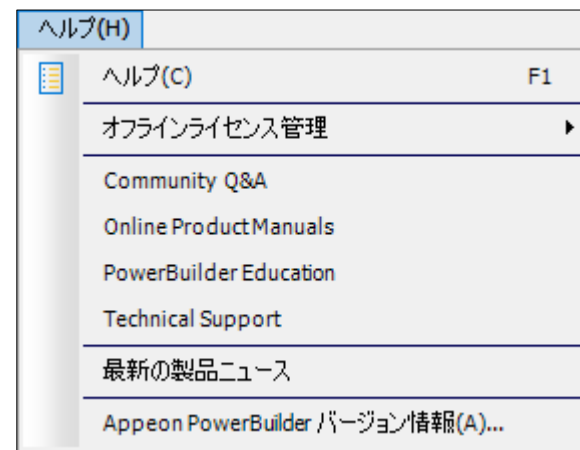 ヘルプ(H)
ヘルプ(C) F1
オフラインライセンス管理
Community Q&A
Online Product Manuals
PowerBuilder Education
Technical Support
最新の製品ニュース
Appeon PowerBuilder バージョン情報(A)...